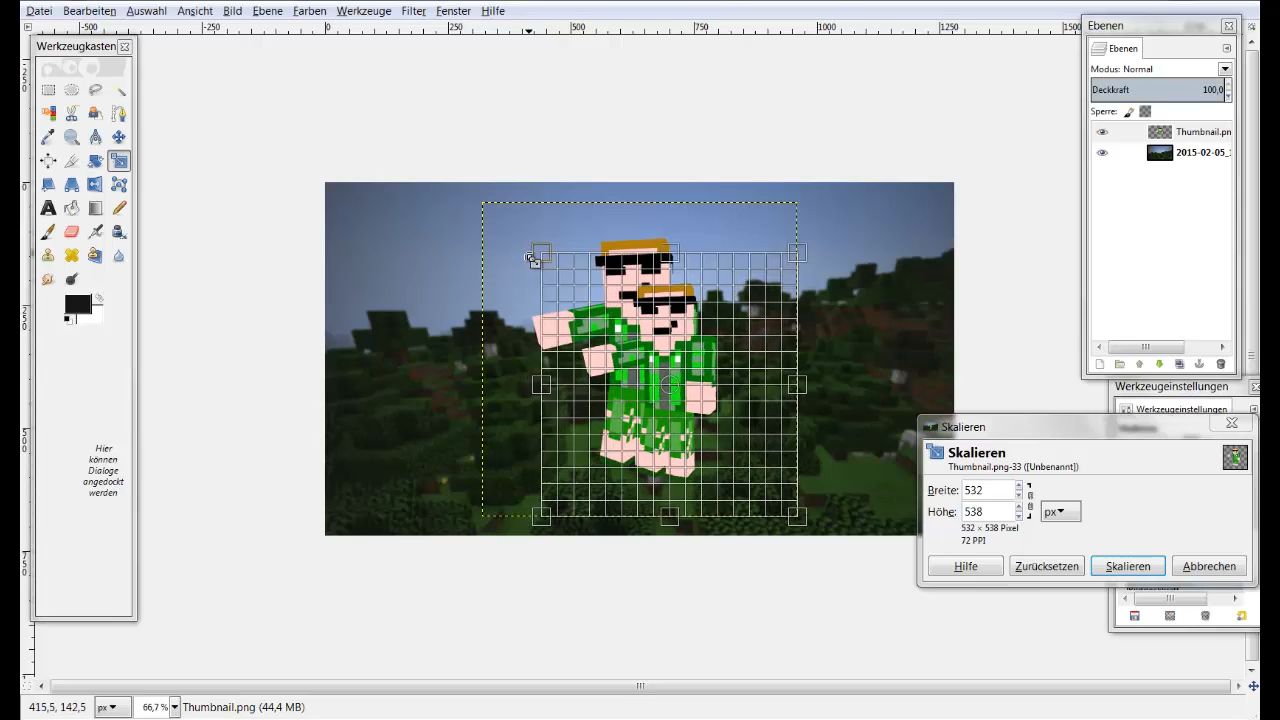 Datei Bearbeiten Auswahl Ansicht Bild Ebene Farben Werkzeuge Filter Fenster Hilfe
-500 -250 0 250 500 750 1000 1250
Werkzeugkasten
Hier
können
Dialoge
angedockt
werden
Ebenen
Ebenen
Modus: Normal
Deckkraft 100,0
Sperre:
Thumbnail.pn
2015-02-05_
Werkzeugeinstellungen
Werkzeugeinstellungen
Skalieren
Skalieren
Thumbnail.png-33 ([Unbenannt])
Breite: 532
Höhe: 538 px
532 × 538 Pixel
72 PPI
Hilfe Zurücksetzen Skalieren Abbrechen
415,5, 142,5 px 66,7 % Thumbnail.png (44,4 MB)